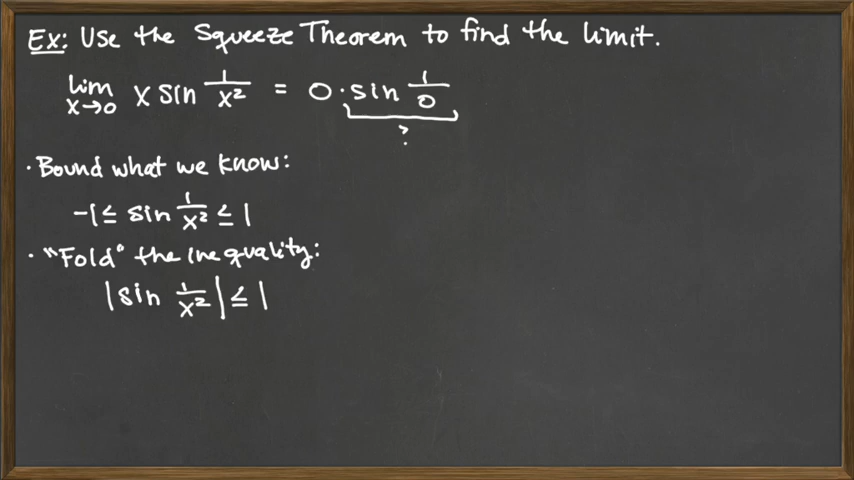 Ex: Use the Squeeze Theorem to find the limit.
lim x→0 x sin 1/x² = 0 · sin 1/0
?
· Bound what we know:
-1 ≤ sin 1/x² ≤ 1
· "Fold" the inequality:
|sin 1/x²| ≤ 1